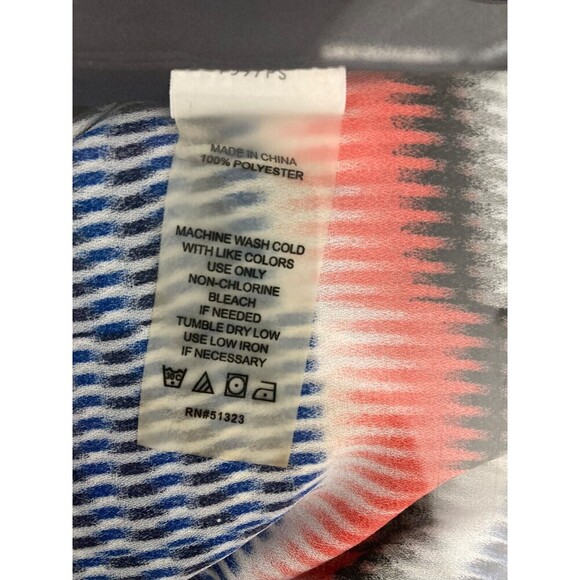 MADE IN CHINA
100% POLYESTER
MACHINE WASH COLD
WITH LIKE COLORS
USE ONLY
NON-CHLORINE
BLEACH
IF NEEDED
TUMBLE DRY LOW
USE LOW IRON
IF NECESSARY
30C
RN#51323